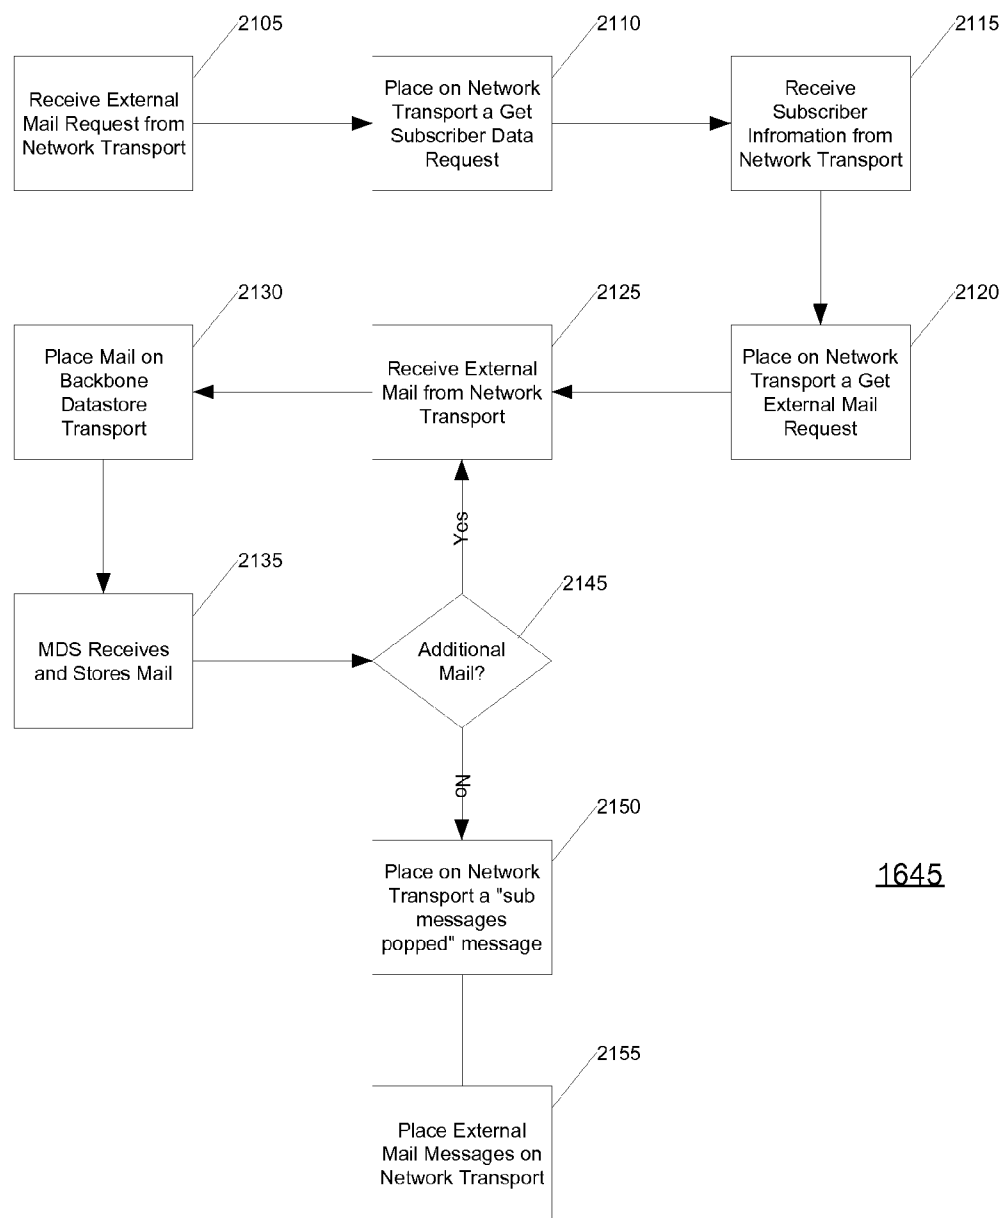 2105
Receive External
Mail Request from
Network Transport
2110
Place on Network
Transport a Get
Subscriber Data
Request
2115
Receive
Subscriber
Infromation from
Network Transport
2130
Place Mail on
Backbone
Datastore
Transport
2125
Receive External
Mail from Network
Transport
2120
Place on Network
Transport a Get
External Mail
Request
Yes
2135
MDS Receives
and Stores Mail
2145
Additional
Mail?
No
2150
Place on Network
Transport a "sub
messages
popped" message
1645
2155
Place External
Mail Messages on
Network Transport